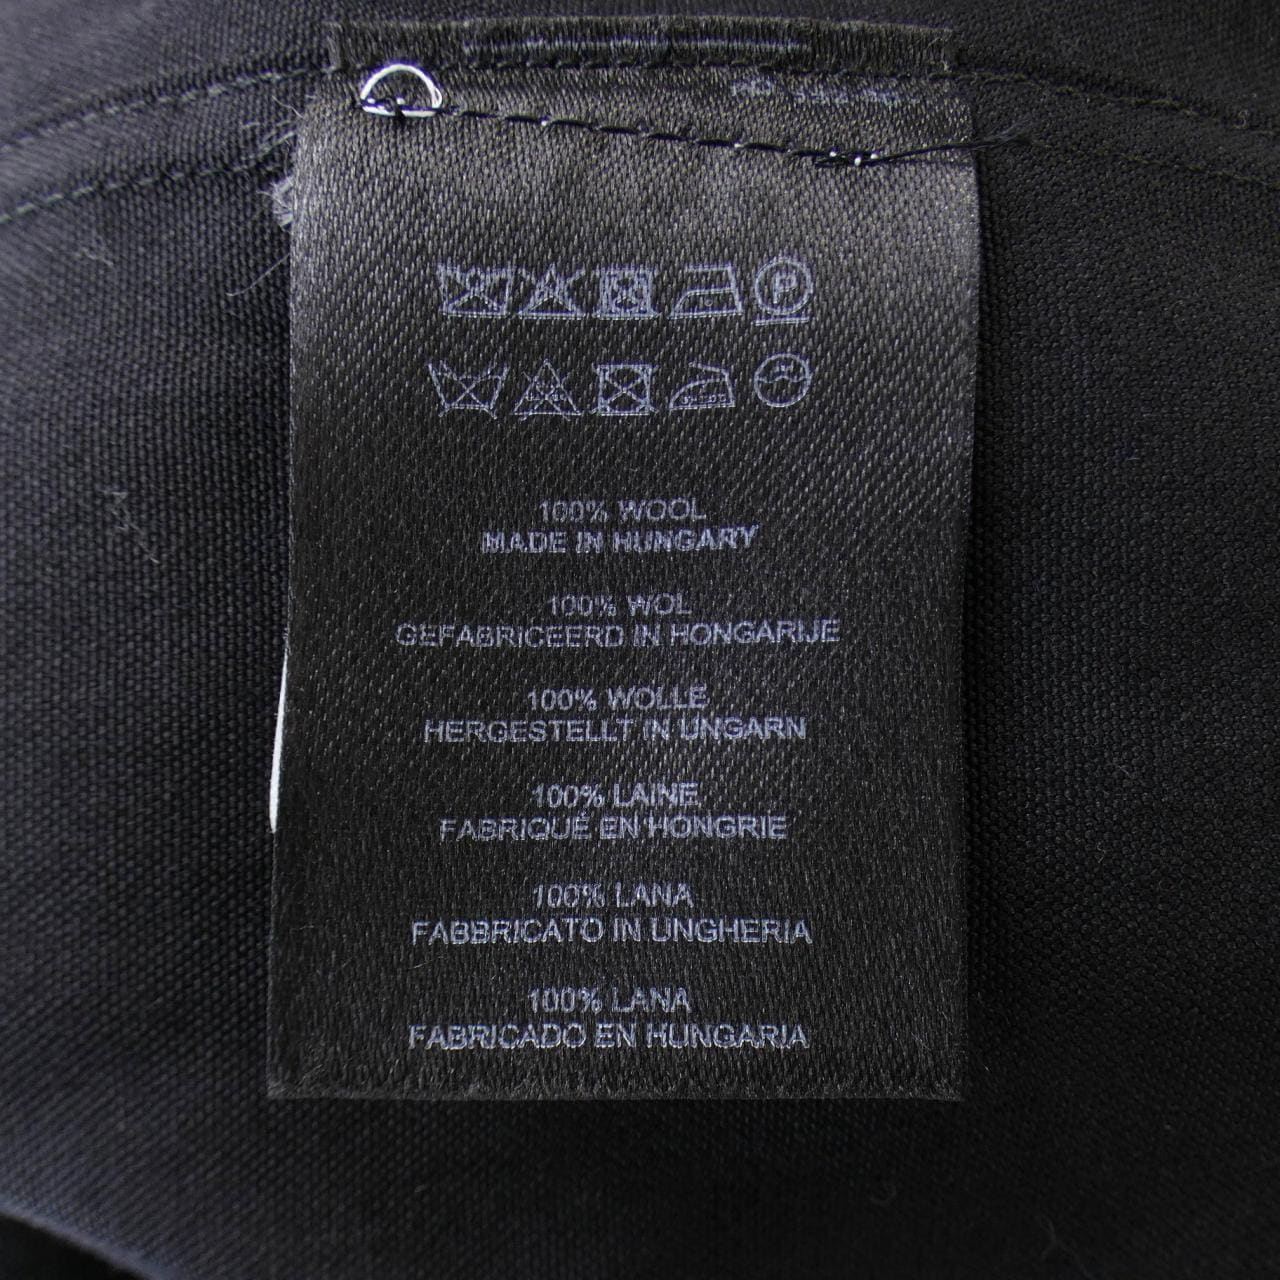 P
100% WOOL
MADE IN HUNGARY
100% WOL
GEFABRICEERD IN HONGARIJE
100% WOLLE
HERGESTELLT IN UNGARN
100% LAINE
FABRIQUÉ EN HONGRIE
100% LANA
FABBRICATO IN UNGHERIA
100% LANA
FABRICADO EN HUNGARIA